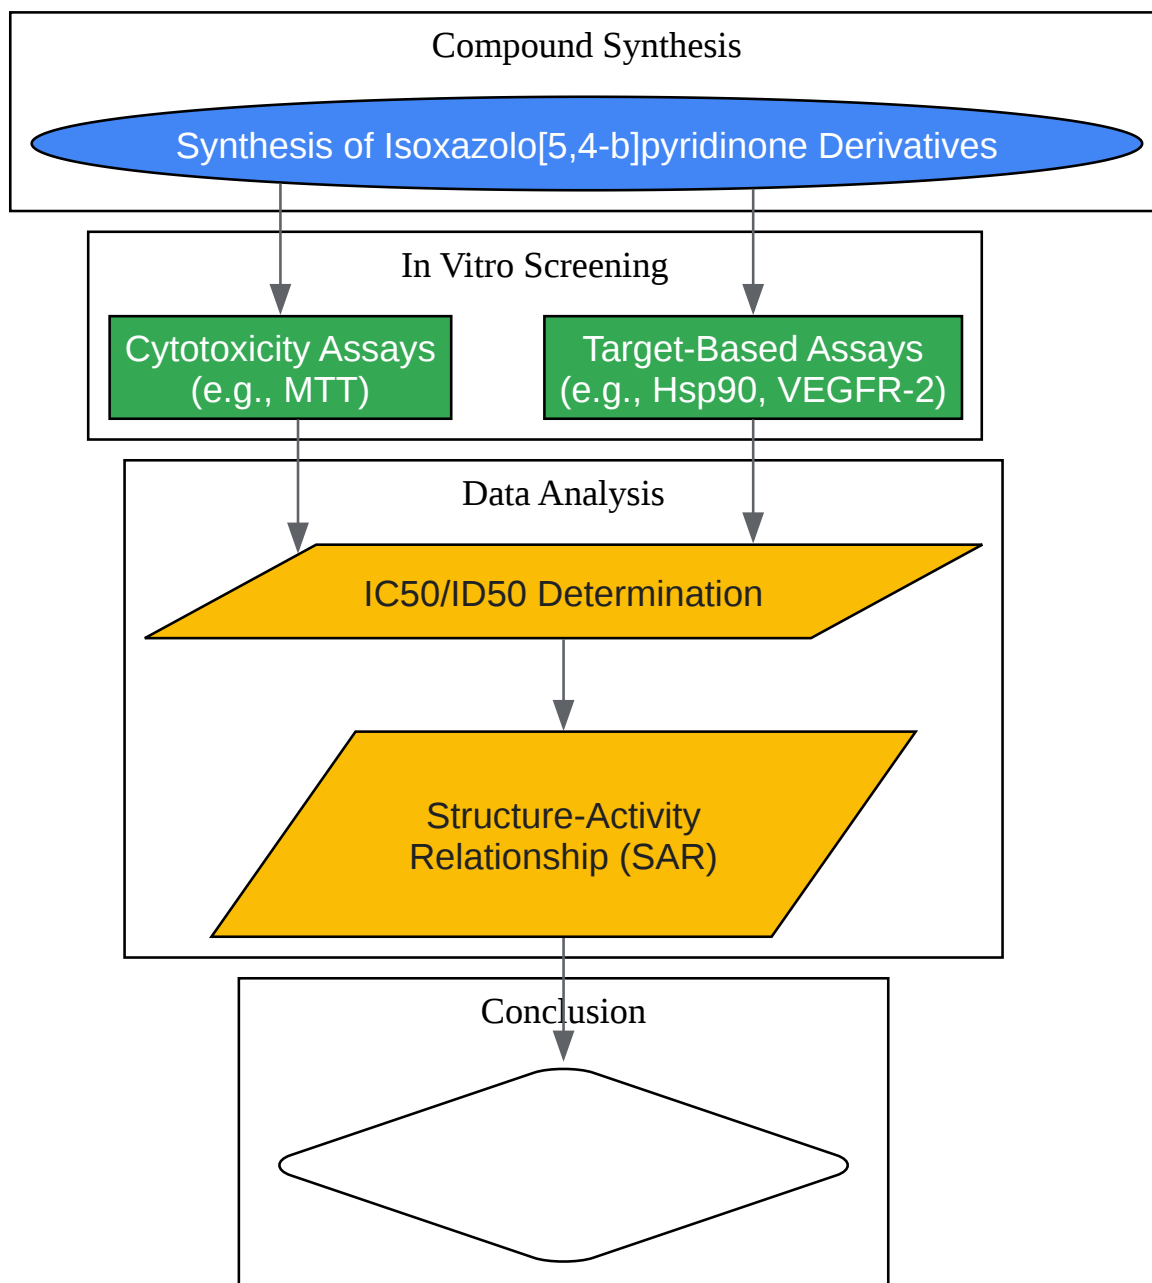 Compound Synthesis
Synthesis of Isoxazolo[5,4-b]pyridinone Derivatives
In Vitro Screening
Cytotoxicity Assays
(e.g., MTT)
Target-Based Assays
(e.g., Hsp90, VEGFR-2)
Data Analysis
IC50/ID50 Determination
Structure-Activity
Relationship (SAR)
Conclusion